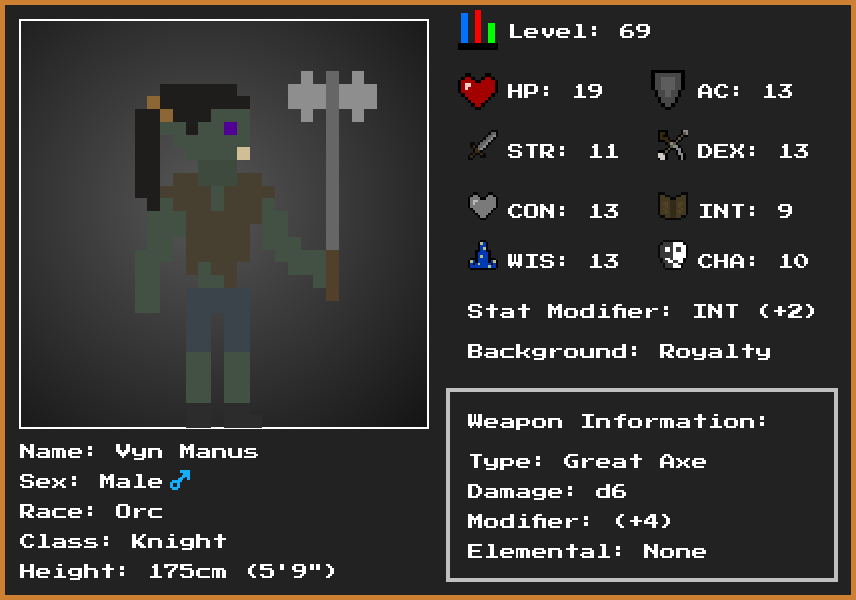 Level: 69
HP: 19
AC: 13
STR: 11
DEX: 13
CON: 13
INT: 9
WIS: 13
CHA: 10
Stat Modifier: INT (+2)
Background: Royalty
Weapon Information:
Type: Great Axe
Damage: d6
Modifier: (+4)
Elemental: None
Name: Vyn Manus
Sex: Male ♂
Race: Orc
Class: Knight
Height: 175cm (5'9")